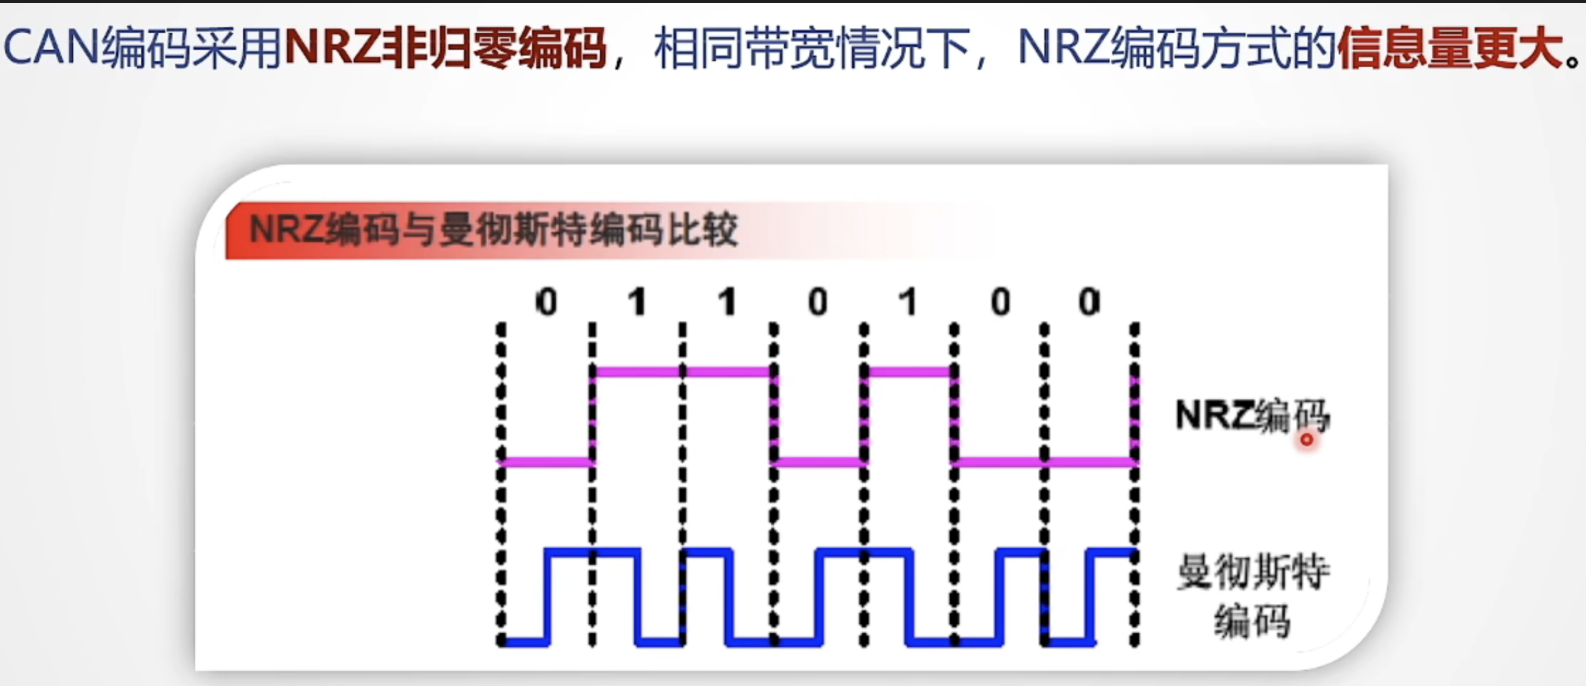 CAN编码采用NRZ非归零编码，相同带宽情况下，NRZ编码方式的信息量更大。
NRZ编码与曼彻斯特编码比较
0 1 1 0 1 0 0
NRZ编码
曼彻斯特
编码